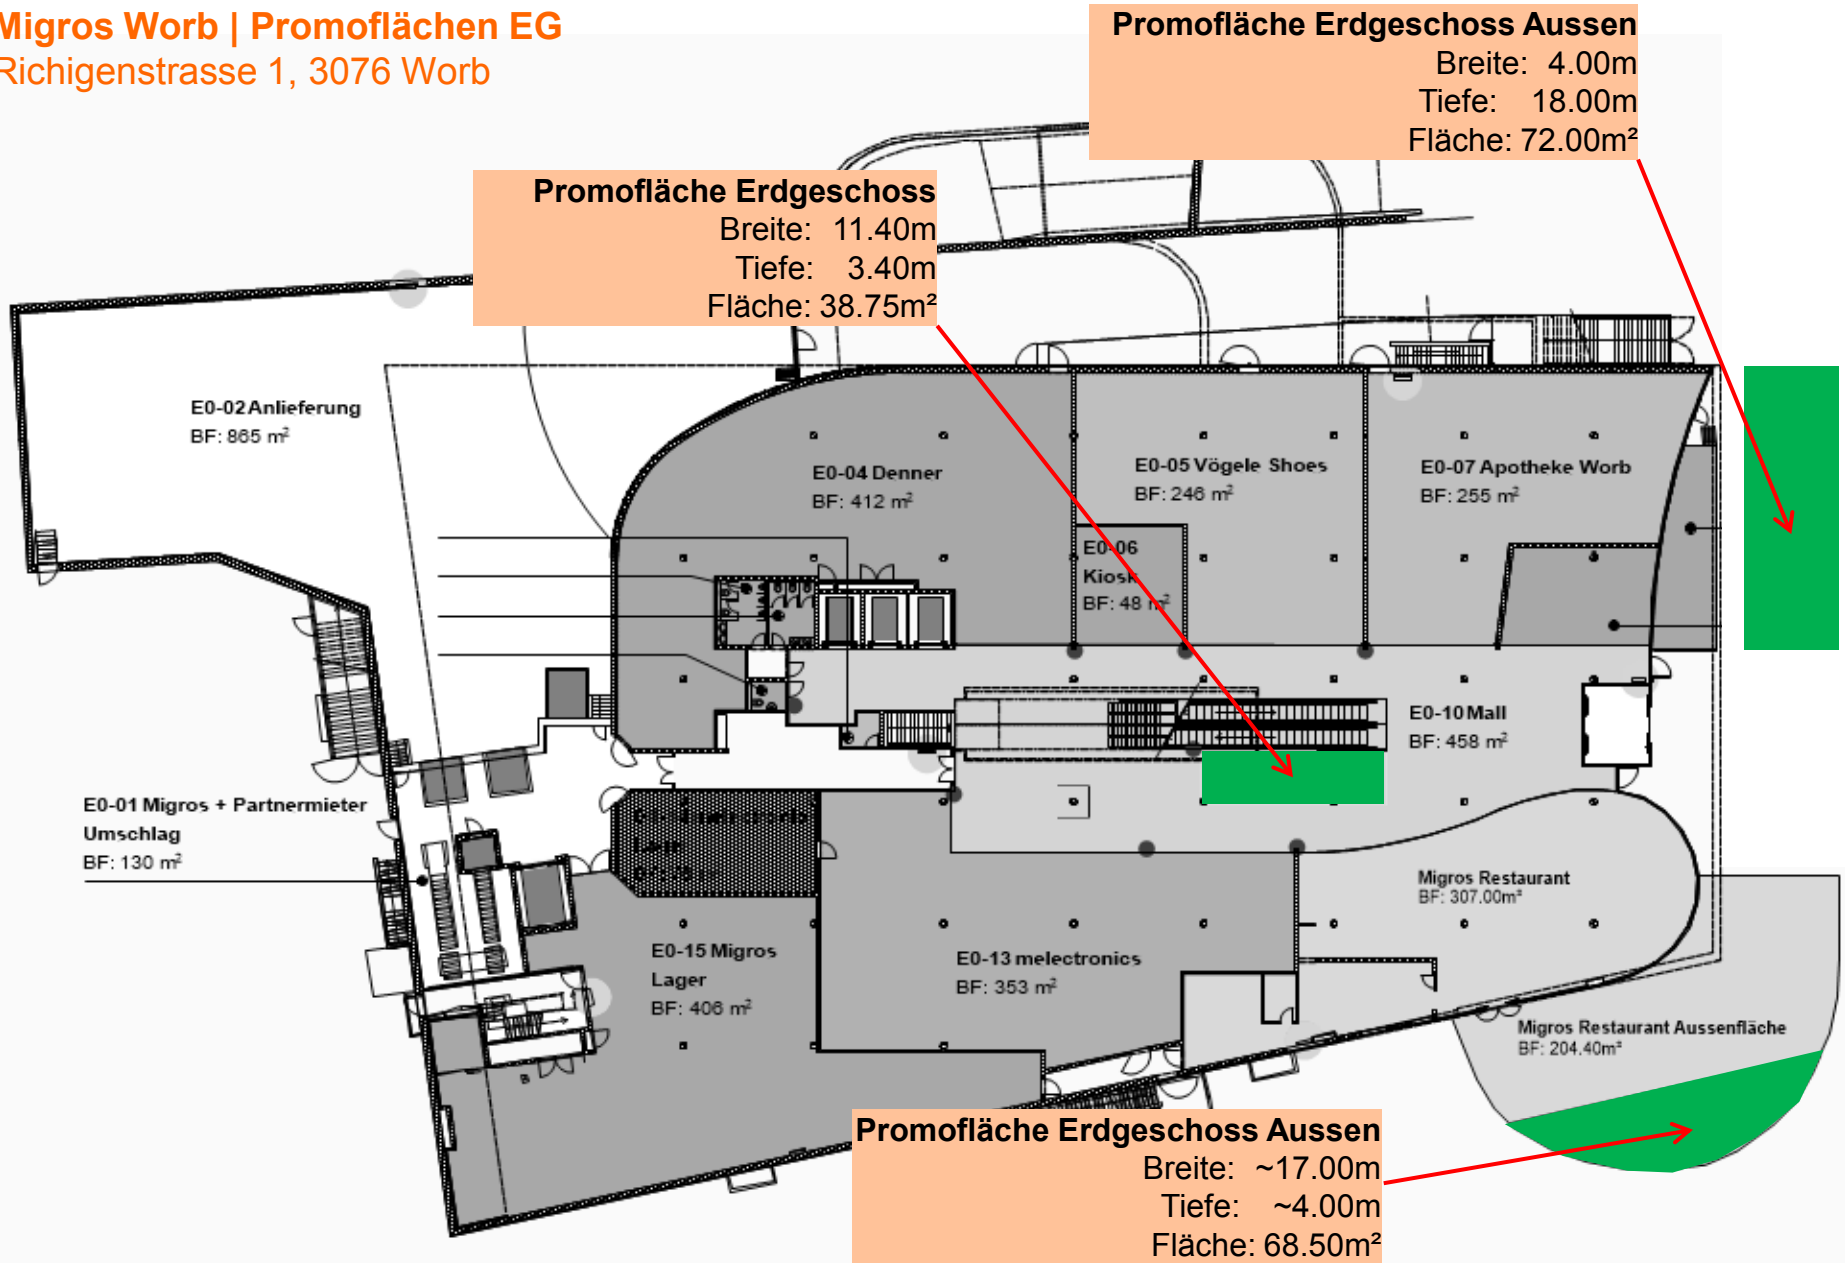 Migros Worb | Promoflächen EG
Richigenstrasse 1, 3076 Worb
Promofläche Erdgeschoss Aussen
Breite: 4.00m
Tiefe: 18.00m
Fläche: 72.00m²
Promofläche Erdgeschoss
Breite: 11.40m
Tiefe: 3.40m
Fläche: 38.75m²
E0-02 Anlieferung
BF: 865 m²
E0-04 Denner
BF: 412 m²
E0-05 Vögele Shoes
BF: 246 m²
E0-07 Apotheke Worb
BF: 255 m²
E0-06
Kiosk
BF: 48 m²
E0-10 Mall
BF: 458 m²
E0-01 Migros + Partnermieter
Umschlag
BF: 130 m²
Migros Restaurant
BF: 307.00m²
E0-15 Migros
Lager
BF: 406 m²
E0-13 melectronics
BF: 353 m²
Migros Restaurant Aussenfläche
BF: 204.40m²
Promofläche Erdgeschoss Aussen
Breite: ~17.00m
Tiefe: ~4.00m
Fläche: 68.50m²